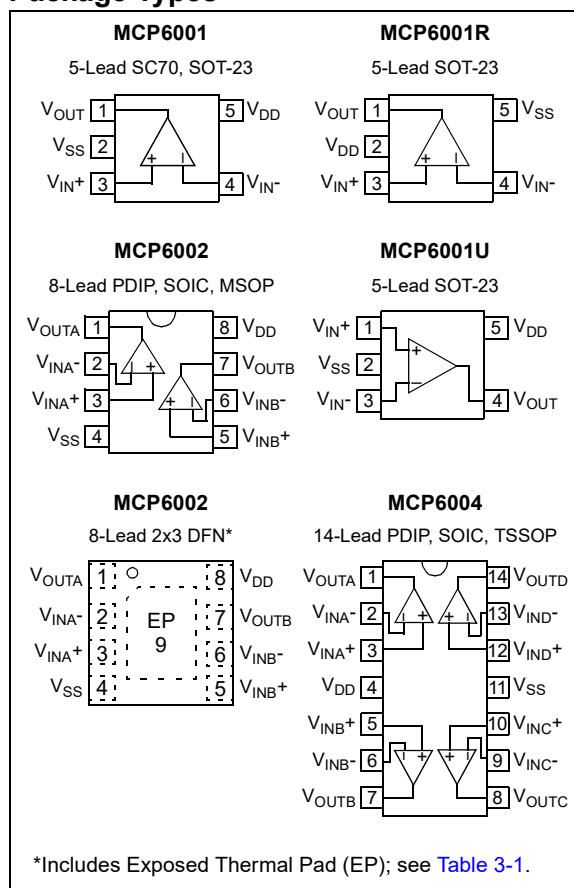 Package Types
MCP6001
5-Lead SC70, SOT-23
VOUT 1
5 VDD
VSS 2
VIN+ 3
4 VIN-
+ –
MCP6001R
5-Lead SOT-23
VOUT 1
5 VSS
VDD 2
VIN+ 3
4 VIN-
+ –
MCP6002
8-Lead PDIP, SOIC, MSOP
VOUTA 1
8 VDD
VINA- 2
7 VOUTB
VINA+ 3
6 VINB-
VSS 4
5 VINB+
– +
+ –
MCP6001U
5-Lead SOT-23
VIN+ 1
5 VDD
VSS 2
VIN- 3
4 VOUT
+
–
MCP6002
8-Lead 2x3 DFN*
VOUTA 1
8 VDD
VINA- 2
7 VOUTB
VINA+ 3
6 VINB-
VSS 4
5 VINB+
EP
9
MCP6004
14-Lead PDIP, SOIC, TSSOP
VOUTA 1
14 VOUTD
VINA- 2
13 VIND-
VINA+ 3
12 VIND+
VDD 4
11 VSS
VINB+ 5
10 VINC+
VINB- 6
9 VINC-
VOUTB 7
8 VOUTC
– +
+ –
– +
+ –
*Includes Exposed Thermal Pad (EP); see Table 3-1.